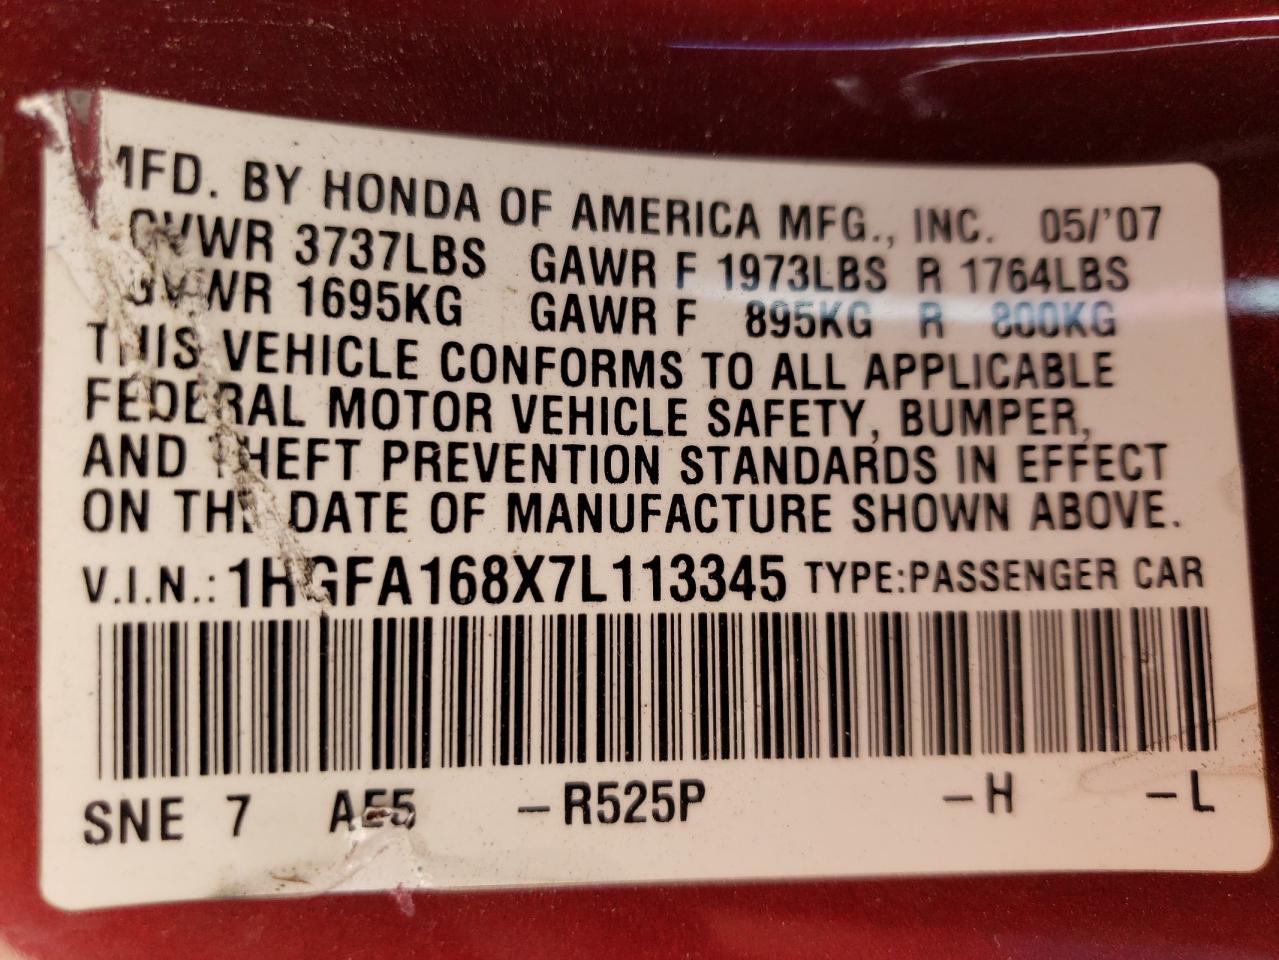 MFD. BY HONDA OF AMERICA MFG., INC. 05/'07
GVWR 3737LBS GAWR F 1973LBS R 1764LBS
GVWR 1695KG GAWR F 895KG R 800KG
THIS VEHICLE CONFORMS TO ALL APPLICABLE
FEDERAL MOTOR VEHICLE SAFETY, BUMPER,
AND THEFT PREVENTION STANDARDS IN EFFECT
ON THE DATE OF MANUFACTURE SHOWN ABOVE.
V.I.N.: 1HGFA168X7L113345 TYPE:PASSENGER CAR
SNE 7 AE5 –R525P –H –L